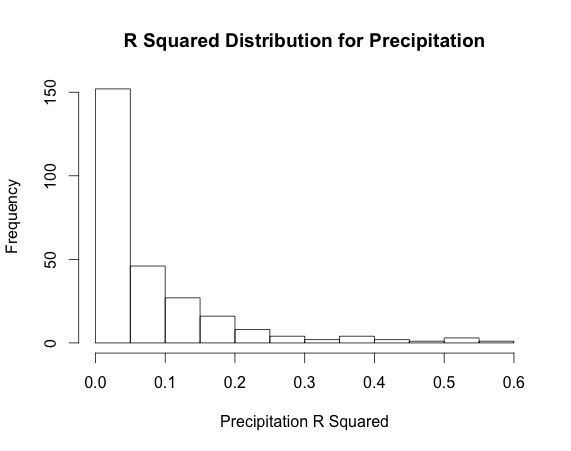 R Squared Distribution for Precipitation
150
100
50
0
Frequency
0.0 0.1 0.2 0.3 0.4 0.5 0.6
Precipitation R Squared